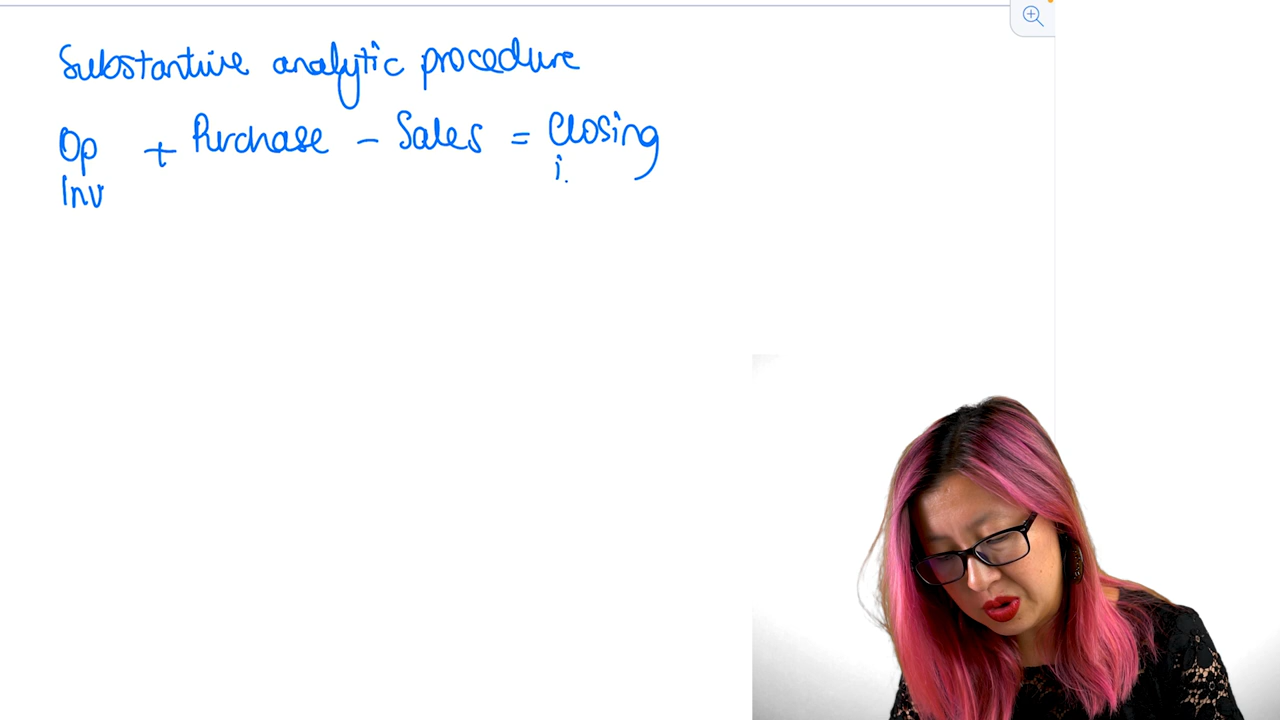 Substantive analytic procedure
Op + Purchase - Sales = Closing
Inv i.